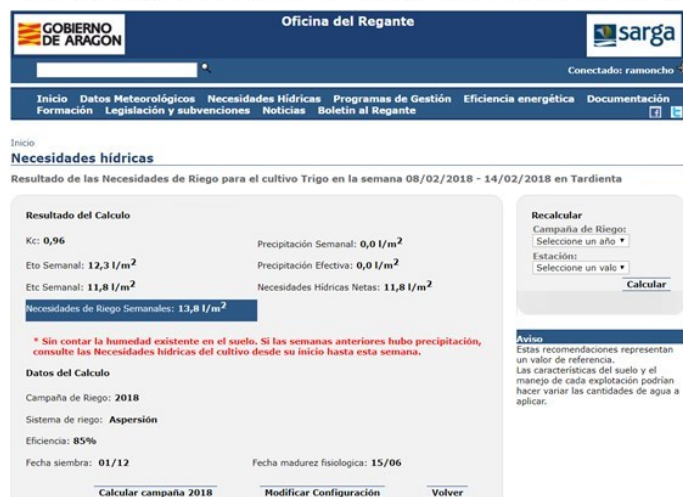 GOBIERNO
DE ARAGON
Oficina del Regante
sarga
Conectado: ramoncho
Inicio Datos Meteorológicos Necesidades Hídricas Programas de Gestión Eficiencia energética Documentación
Formación Legislación y subvenciones Noticias Boletin al Regante
Inicio
Necesidades hídricas
Resultado de las Necesidades de Riego para el cultivo Trigo en la semana 08/02/2018 - 14/02/2018 en Tardienta
Resultado del Calculo
Kc: 0,96
Precipitación Semanal: 0,0 l/m2
Eto Semanal: 12,3 l/m2
Precipitación Efectiva: 0,0 l/m2
Etc Semanal: 11,8 l/m2
Necesidades Hídricas Netas: 11,8 l/m2
Necesidades de Riego Semanales: 13,8 l/m2
* Sin contar la humedad existente en el suelo. Si las semanas anteriores hubo precipitación,
consulte las Necesidades hídricas del cultivo desde su inicio hasta esta semana.
Datos del Calculo
Campaña de Riego: 2018
Sistema de riego: Aspersión
Eficiencia: 85%
Fecha siembra: 01/12
Fecha madurez fisiologica: 15/06
Calcular campaña 2018 Modificar Configuración Volver
Recalcular
Campaña de Riego:
Seleccione un año
Estación:
Seleccione un valo
Calcular
Aviso
Estas recomendaciones representan
un valor de referencia.
Las características del suelo y el
manejo de cada explotación podrían
hacer variar las cantidades de agua a
aplicar.